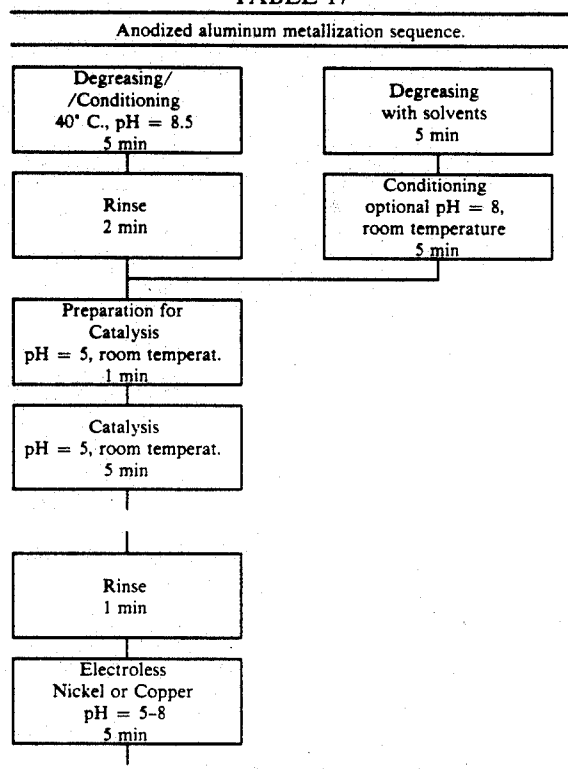 TABLE 17
Anodized aluminum metallization sequence.
Degreasing/
/Conditioning
40° C., pH = 8.5
5 min
Degreasing
with solvents
5 min
Rinse
2 min
Conditioning
optional pH = 8,
room temperature
5 min
Preparation for
Catalysis
pH = 5, room temperat.
1 min
Catalysis
pH = 5, room temperat.
5 min
Rinse
1 min
Electroless
Nickel or Copper
pH = 5-8
5 min